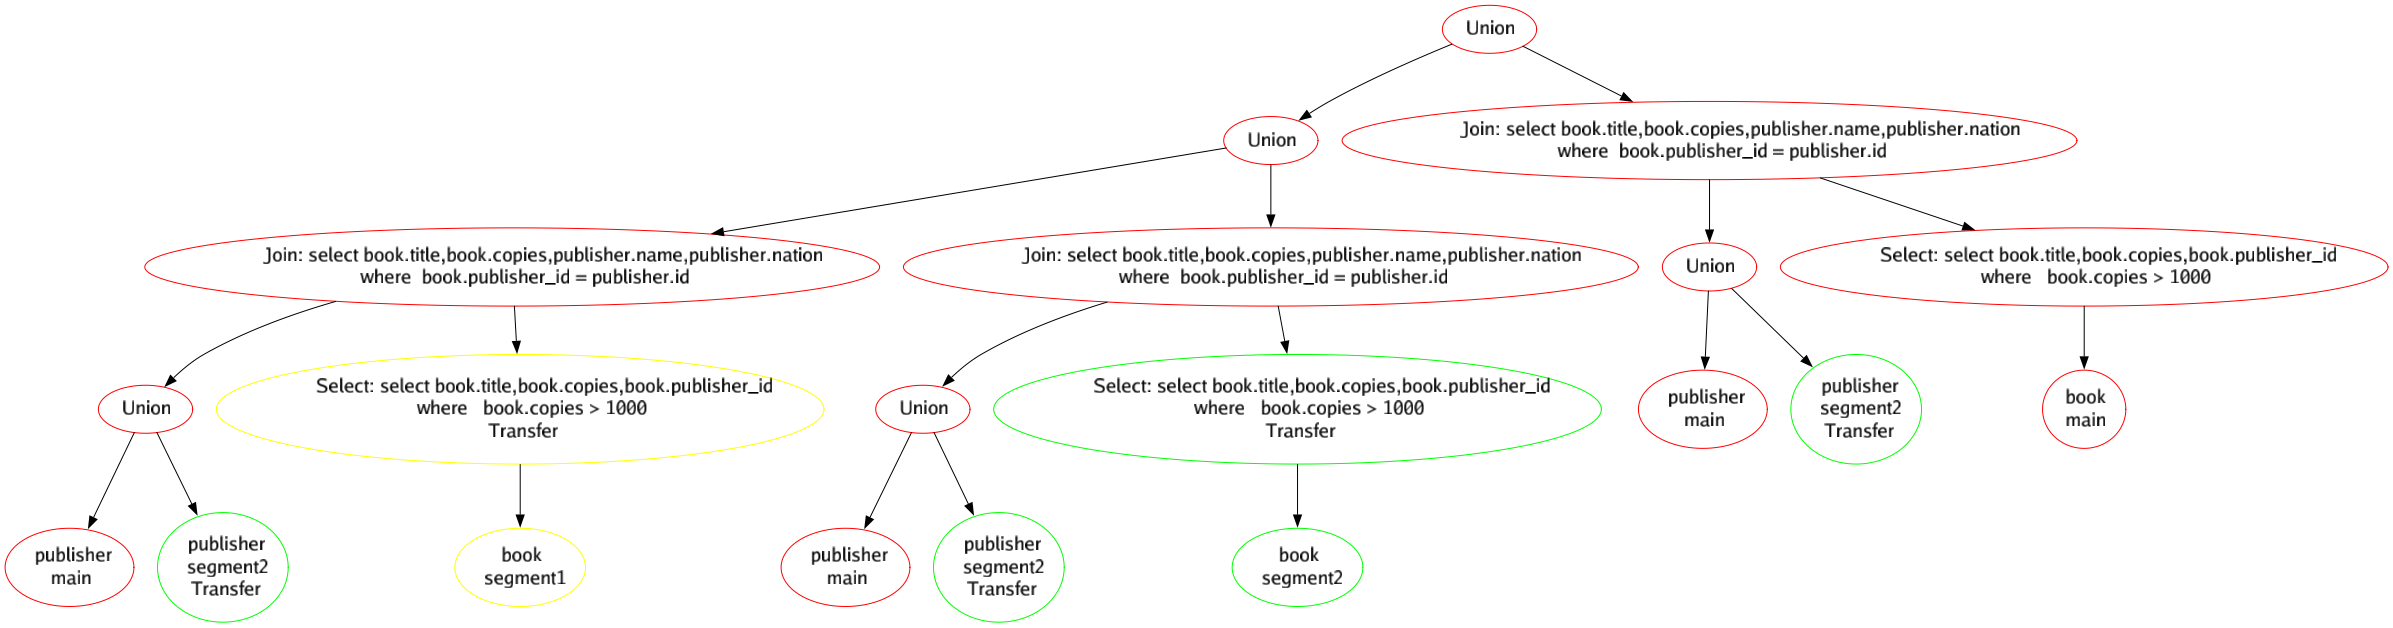 Union
Union
Join: select book.title,book.copies,publisher.name,publisher.nation
where  book.publisher_id = publisher.id
Join: select book.title,book.copies,publisher.name,publisher.nation
where  book.publisher_id = publisher.id
Join: select book.title,book.copies,publisher.name,publisher.nation
where  book.publisher_id = publisher.id
Union
Select: select book.title,book.copies,book.publisher_id
where   book.copies > 1000
Union
Select: select book.title,book.copies,book.publisher_id
where   book.copies > 1000
Transfer
Union
Select: select book.title,book.copies,book.publisher_id
where   book.copies > 1000
Transfer
publisher
main
publisher
segment2
Transfer
book
main
publisher
main
publisher
segment2
Transfer
book
segment1
publisher
main
publisher
segment2
Transfer
book
segment2